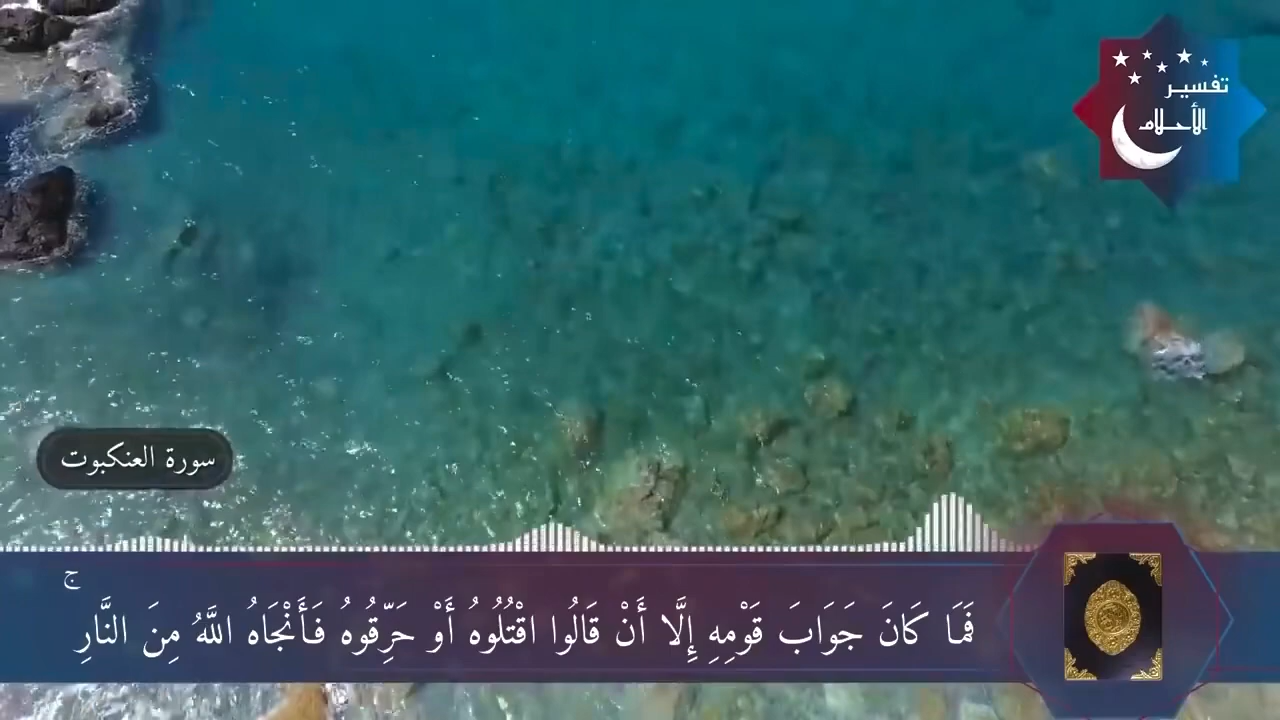 تفسير
الأحلام
سورة العنكبوت
فَمَا كَانَ جَوَابَ قَوْمِهِ إِلَّا أَنْ قَالُوا اقْتُلُوهُ أَوْ حَرِّقُوهُ فَأَنْجَاهُ اللَّهُ مِنَ النَّارِ ۚ